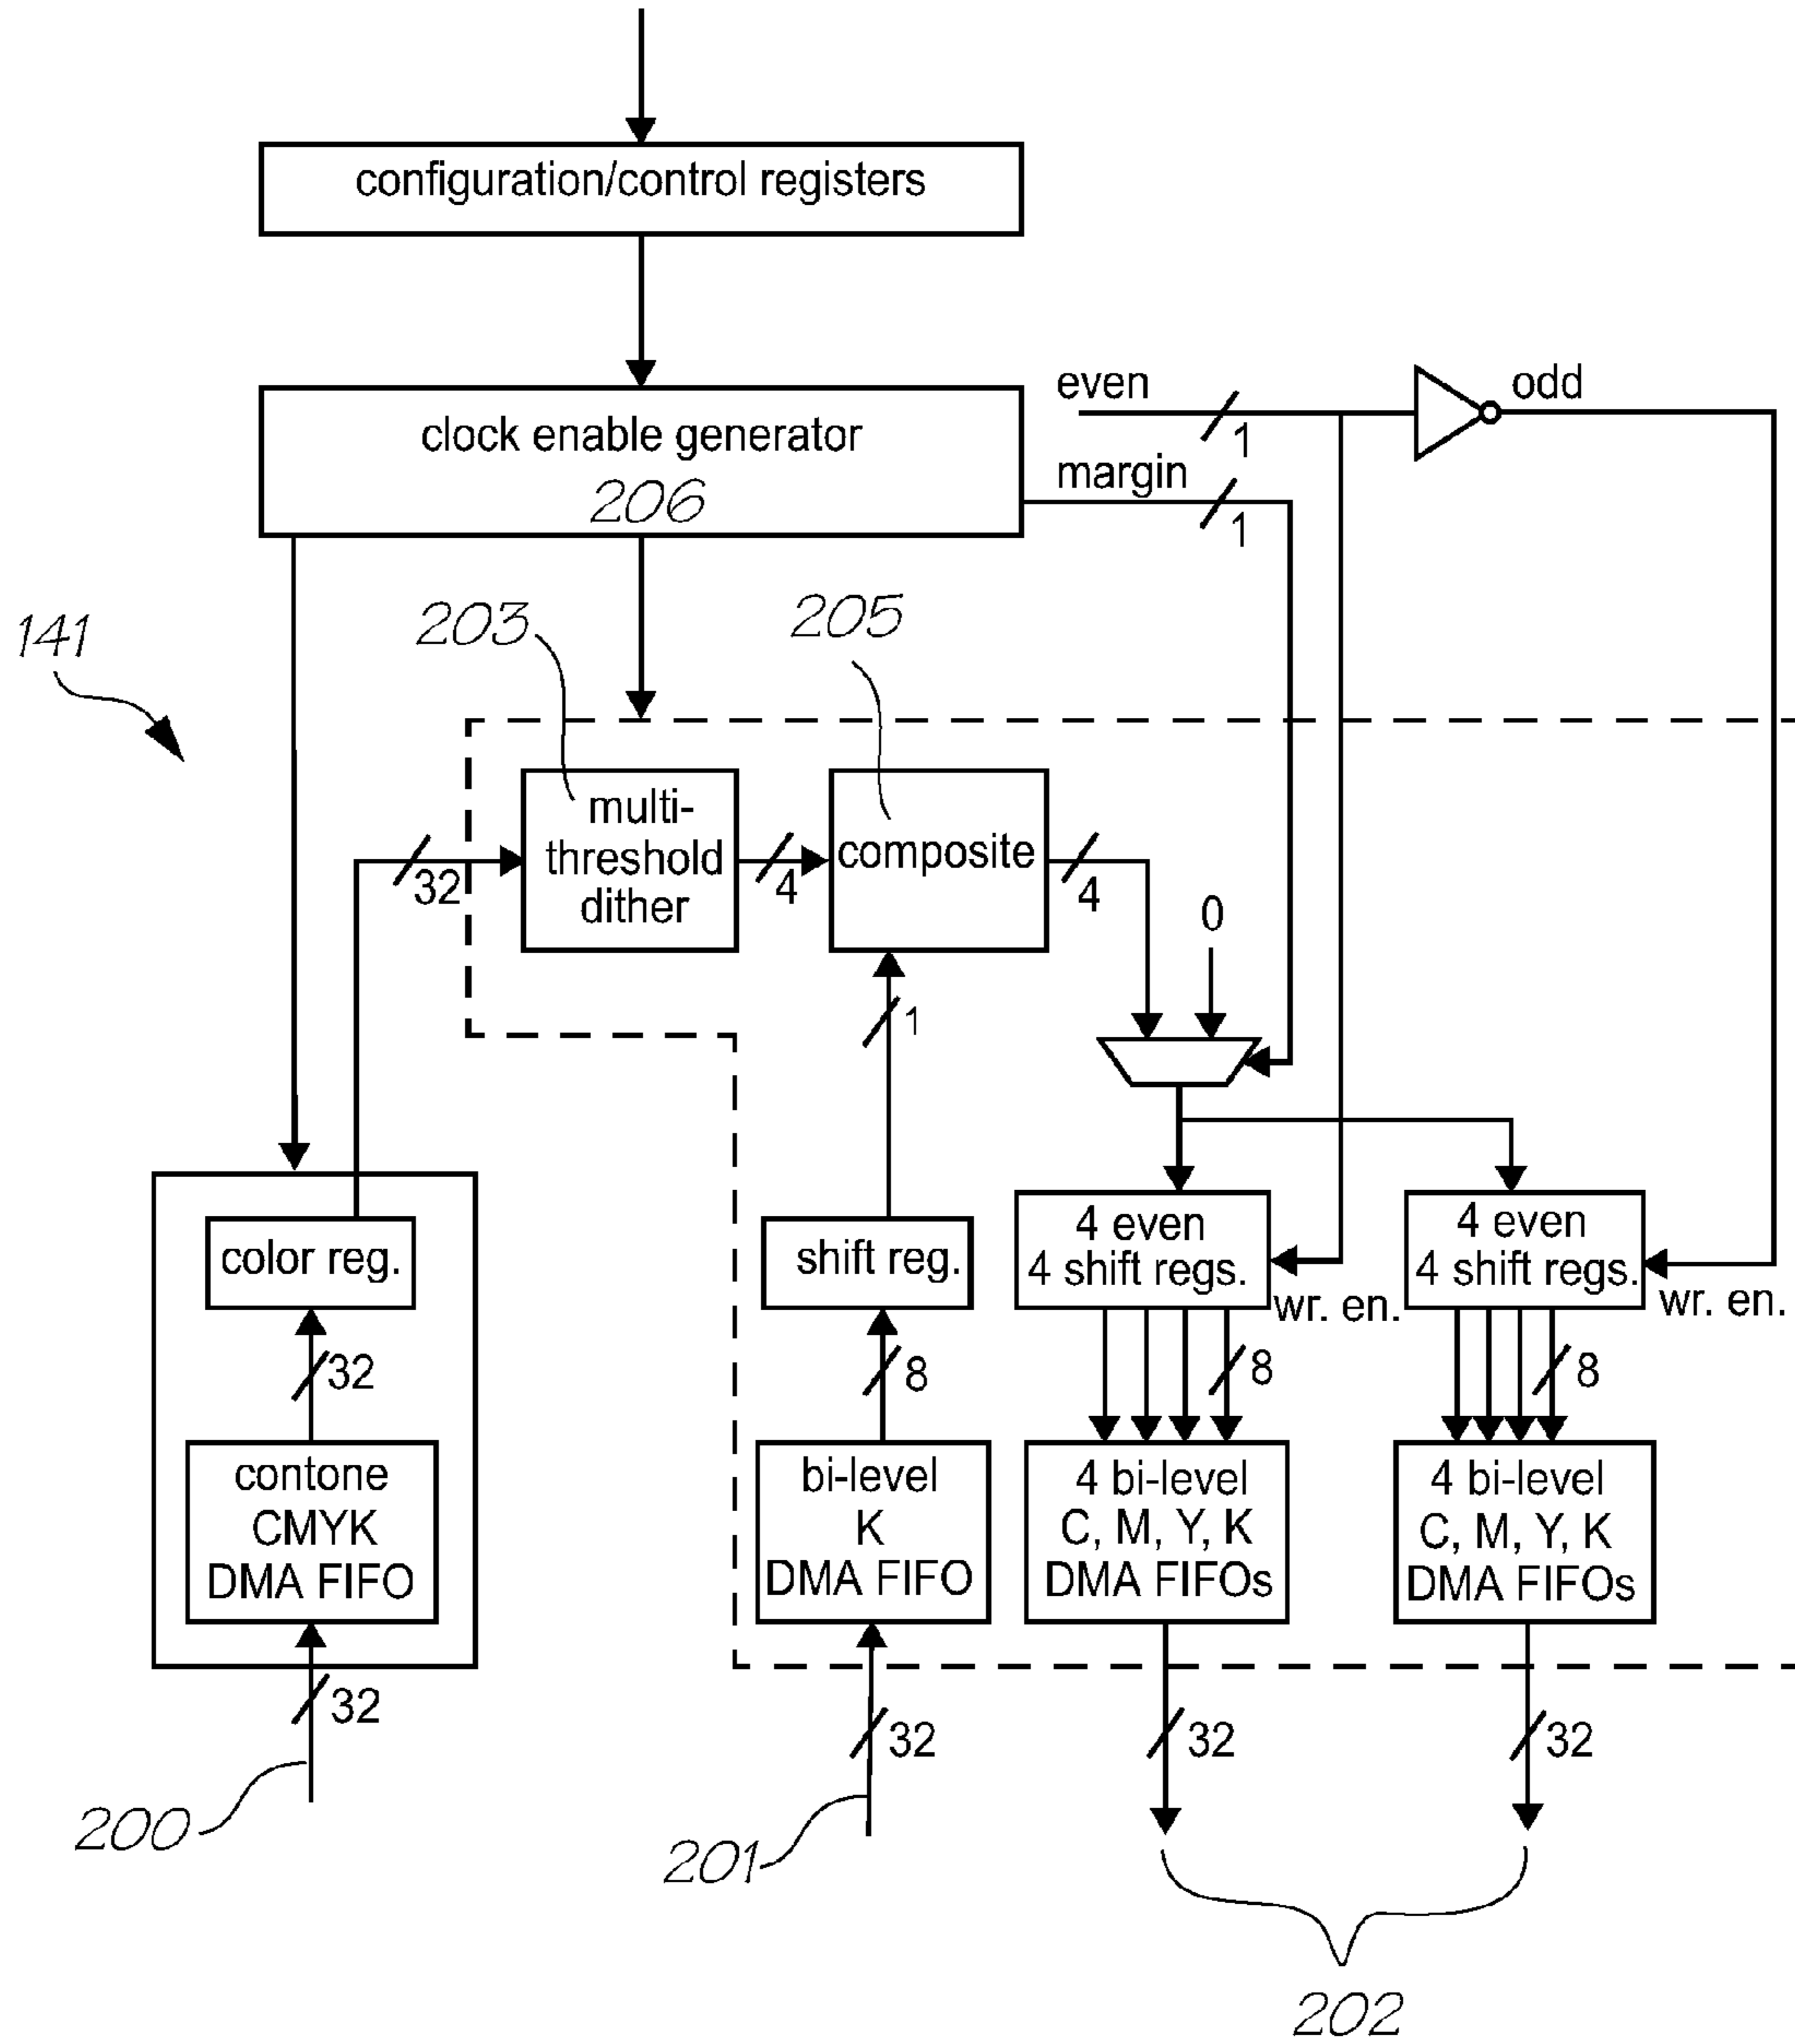 configuration/control registers
clock enable generator
206
even
1
odd
margin
1
141
203
205
multi-
threshold
dither
composite
32
4
4
0
1
color reg.
shift reg.
4 even
4 shift regs.
wr. en.
4 even
4 shift regs.
wr. en.
32
8
8
8
contone
CMYK
DMA FIFO
bi-level
K
DMA FIFO
4 bi-level
C, M, Y, K
DMA FIFOs
4 bi-level
C, M, Y, K
DMA FIFOs
32
32
32
32
200
201
202